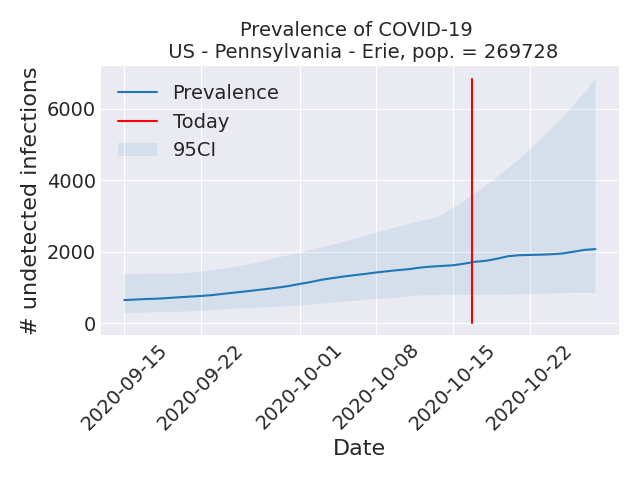 Prevalence of COVID-19
US - Pennsylvania - Erie, pop. = 269728
# undetected infections
6000
4000
2000
0
Prevalence
Today
95CI
2020-09-15
2020-09-22
2020-10-01
2020-10-08
2020-10-15
2020-10-22
Date